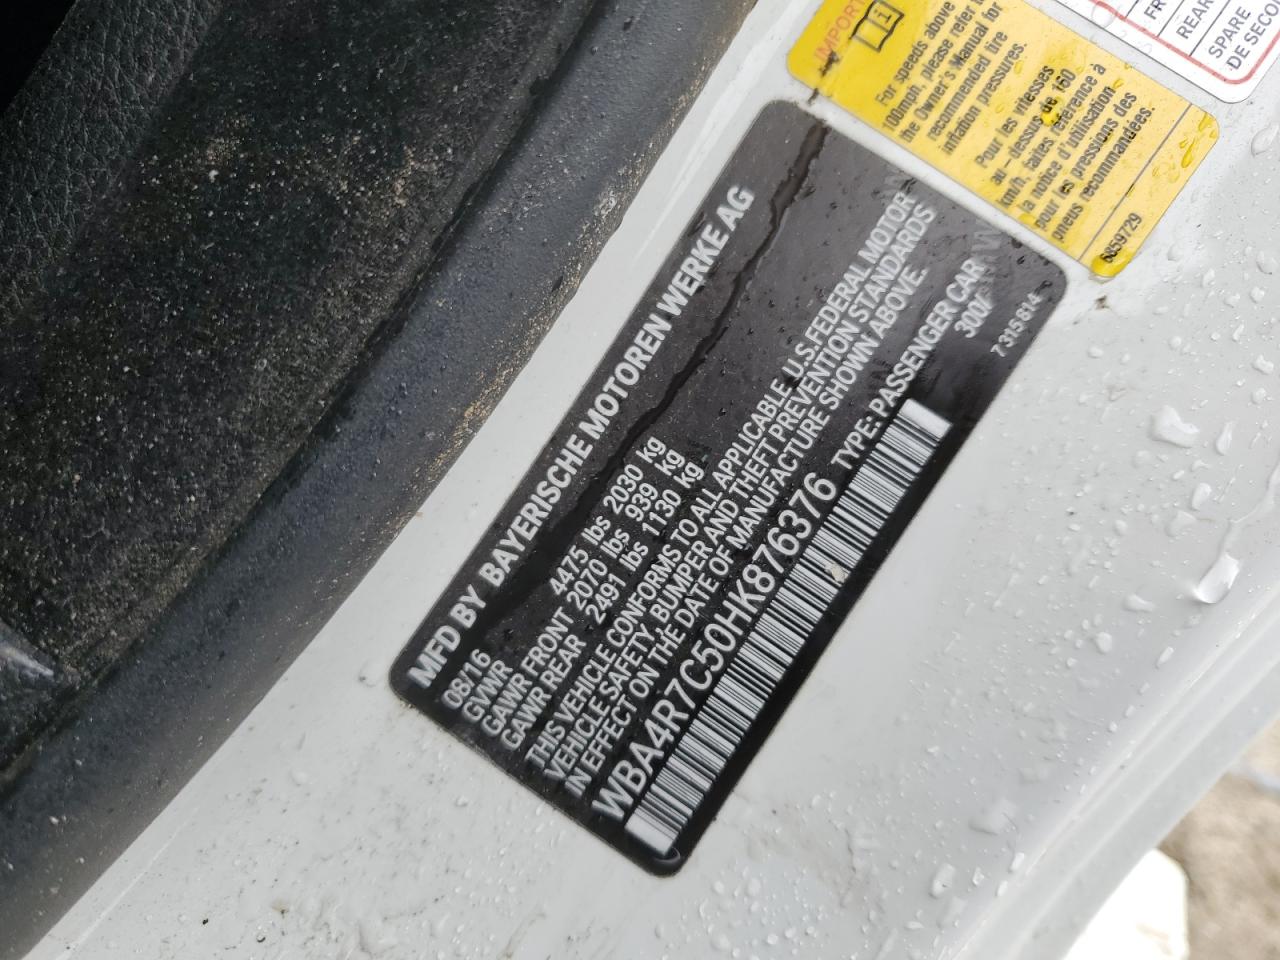 MFD BY BAYERISCHE MOTOREN WERKE AG
08/16
GVWR 4475 lbs 2030 kg
GAWR FRONT 2070 lbs 939 kg
GAWR REAR 2491 lbs 1130 kg
THIS VEHICLE CONFORMS TO ALL APPLICABLE U.S. FEDERAL MOTOR
VEHICLE SAFETY, BUMPER AND THEFT PREVENTION STANDARDS
IN EFFECT ON THE DATE OF MANUFACTURE SHOWN ABOVE.
WBA4R7C50HK876376 TYPE: PASSENGER CAR
300
7 315 614
For speeds above
100mph, please refer
the Owner's Manual for
recommended tire
inflation pressures.
Pour les vitesses
au-dessus de 160
km/h, faites référence à
la notice d'utilisation
pour les pressions des
pneus recommandées.
6859729
REAR
SPARE